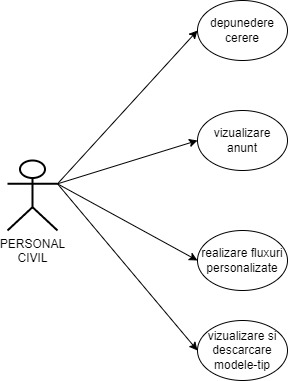 depunedere
cerere
vizualizare
anunt
PERSONAL
CIVIL
realizare fluxuri
personalizate
vizualizare si
descarcare
modele-tip